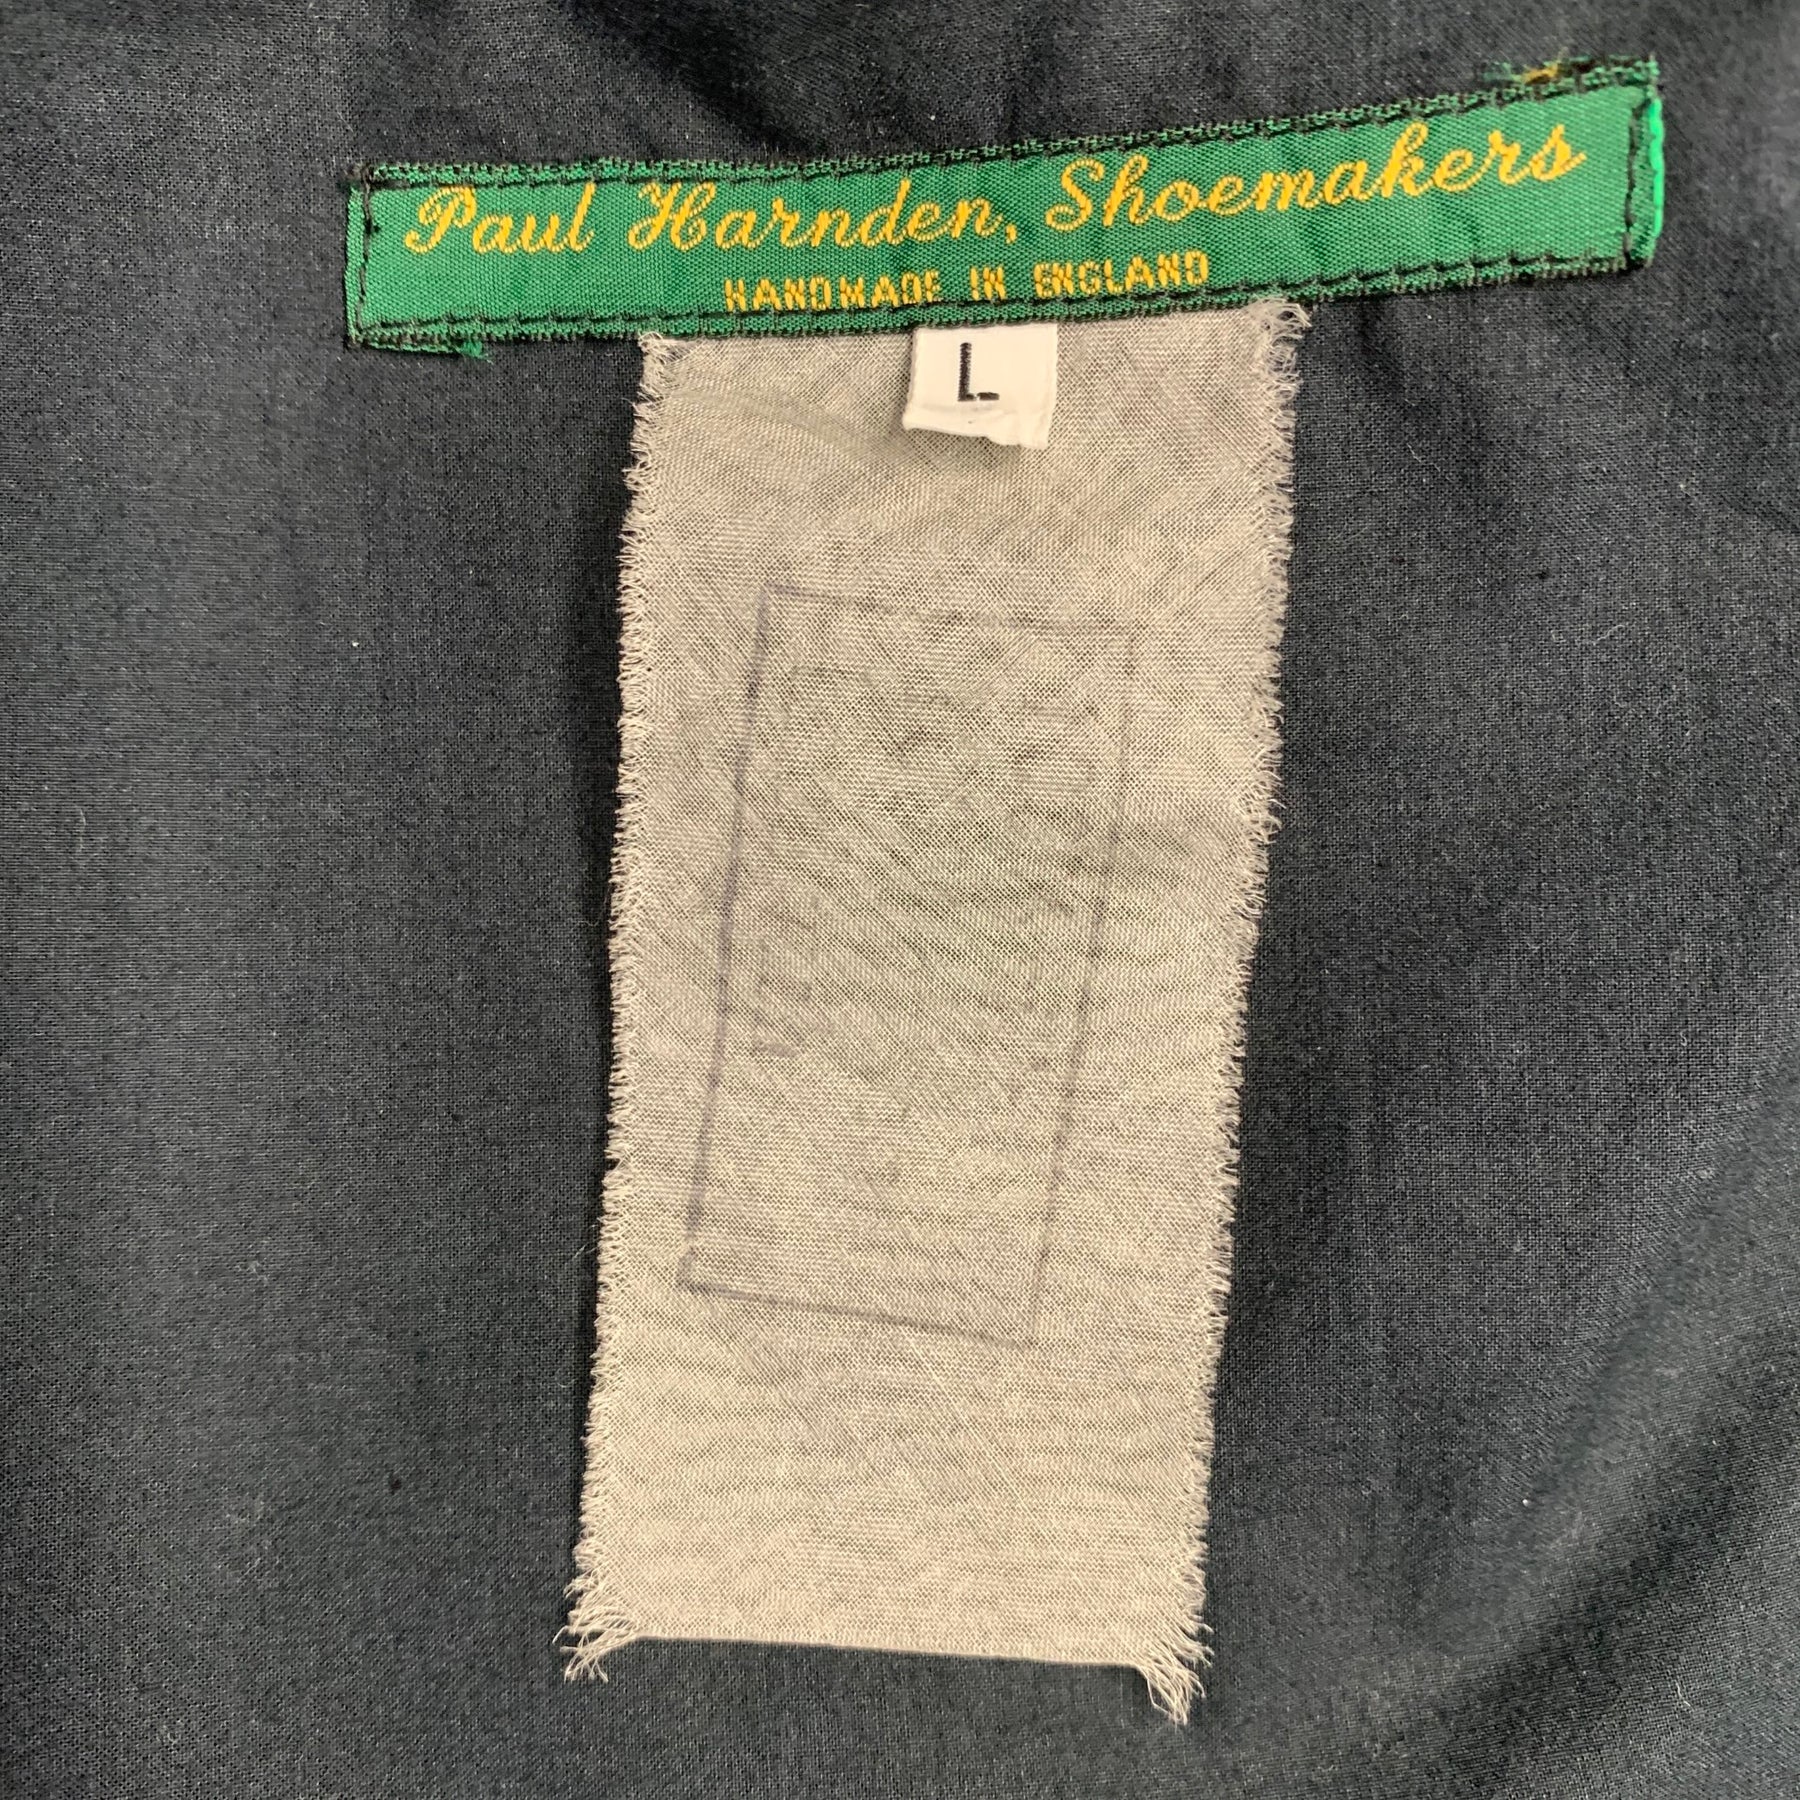 Paul Harnden, Shoemakers
HANDMADE IN ENGLAND
L